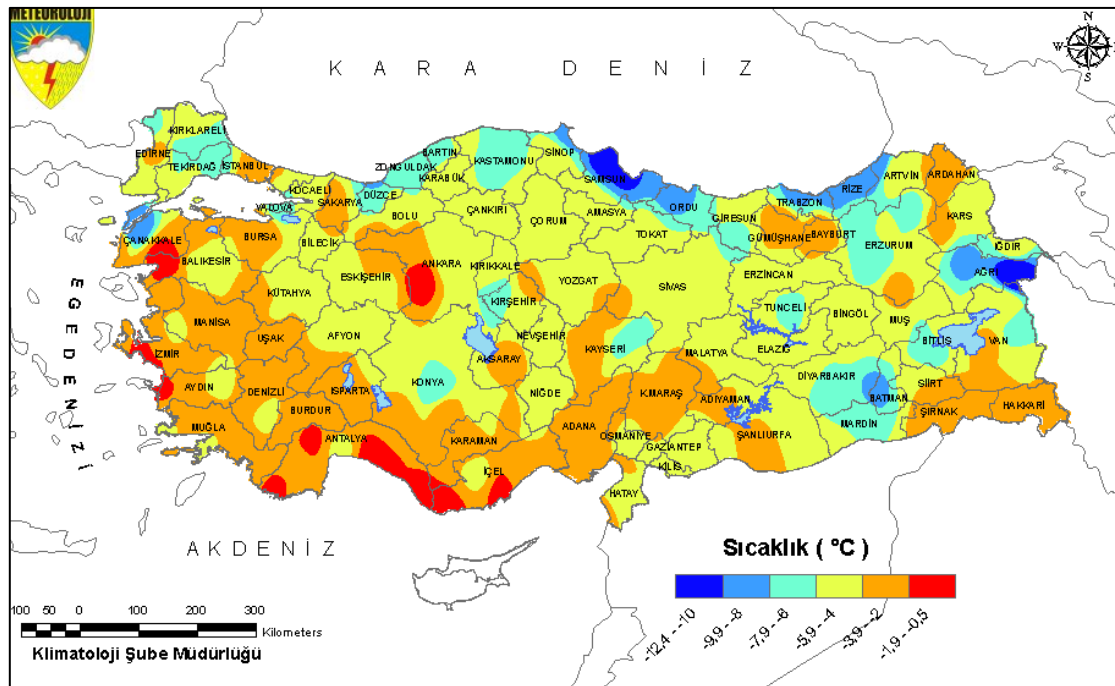 METEOROLOJİ
N
W
S
K A R A D E N İ Z
E G E D E N İ Z İ
A K D E N İ Z
KIRKLARELİ
EDİRNE
TEKİRDAĞ
İSTANBUL
KOCAELİ
YALOVA
SAKARYA
DÜZCE
ZONGULDAK
BARTIN
KARABÜK
KASTAMONU
SİNOP
SAMSUN
ORDU
GİRESUN
TRABZON
RİZE
ARTVİN
ARDAHAN
KARS
IĞDIR
AĞRI
ERZURUM
BAYBURT
GÜMÜŞHANE
ERZİNCAN
TUNCELİ
BİNGÖL
MUŞ
BİTLİS
VAN
HAKKARİ
ŞIRNAK
SİİRT
BATMAN
DİYARBAKIR
MARDİN
ELAZIĞ
MALATYA
ADIYAMAN
ŞANLIURFA
GAZİANTEP
KİLİS
HATAY
OSMANİYE
K.MARAŞ
ADANA
İÇEL
KARAMAN
NİĞDE
KAYSERİ
NEVŞEHİR
AKSARAY
KIRŞEHİR
YOZGAT
SİVAS
TOKAT
AMASYA
ÇORUM
ÇANKIRI
KIRIKKALE
ANKARA
BOLU
BİLECİK
ESKİŞEHİR
BURSA
BALIKESİR
ÇANAKKALE
KÜTAHYA
MANİSA
UŞAK
AFYON
İZMİR
AYDIN
DENİZLİ
ISPARTA
BURDUR
MUĞLA
ANTALYA
KONYA
Sıcaklık ( °C )
-12,4 - -10
-9,9 - -8
-7,9 - -6
-5,9 - -4
-3,9 - -2
-1,9 - -0,5
100 50 0 100 200 300
Kilometers
Klimatoloji Şube Müdürlüğü